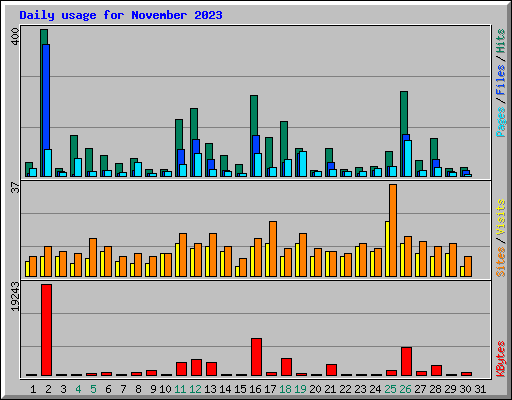 Daily usage for November 2023
400
Pages / Files / Hits
37
Sites / Visits
19243
KBytes
1 2 3 4 5 6 7 8 9 10 11 12 13 14 15 16 17 18 19 20 21 22 23 24 25 26 27 28 29 30 31